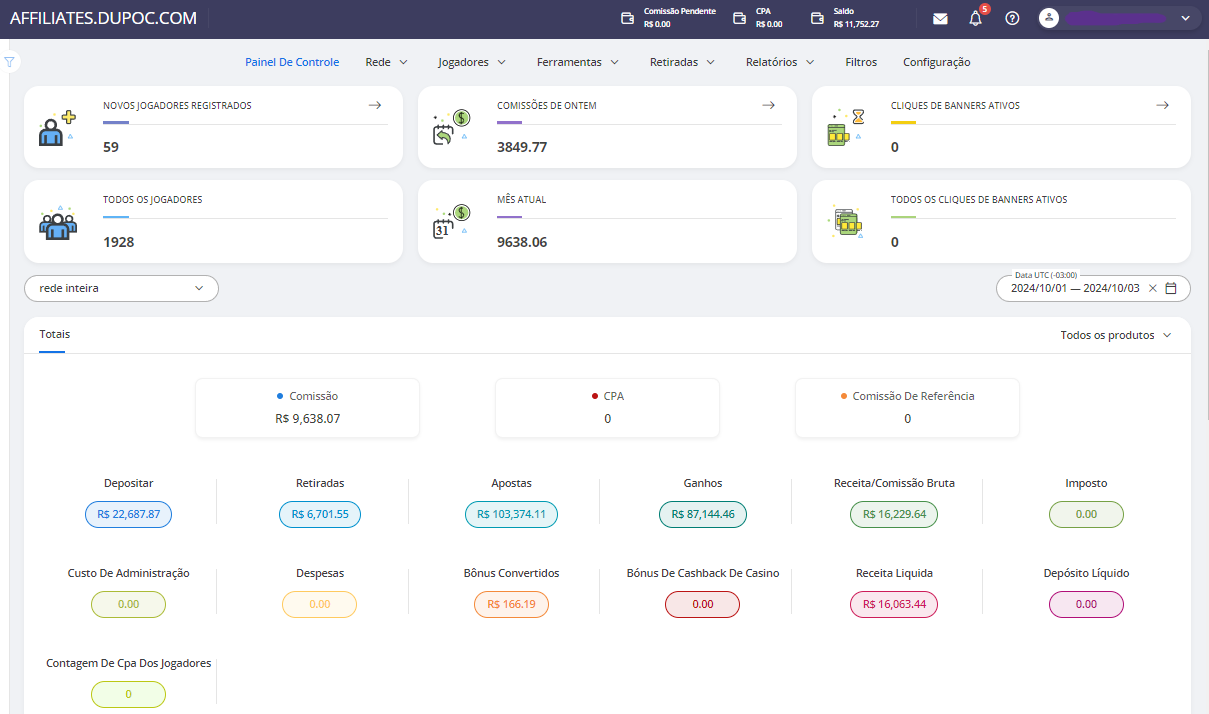 AFFILIATES.DUPOC.COM
Comissão Pendente
R$ 0.00
CPA
R$ 0.00
Saldo
R$ 11,752.27
5
Painel De Controle
Rede
Jogadores
Ferramentas
Retiradas
Relatórios
Filtros
Configuração
NOVOS JOGADORES REGISTRADOS
59
COMISSÕES DE ONTEM
3849.77
CLIQUES DE BANNERS ATIVOS
0
TODOS OS JOGADORES
1928
31
MÊS ATUAL
9638.06
TODOS OS CLIQUES DE BANNERS ATIVOS
0
rede inteira
Data UTC (-03:00)
2024/10/01 — 2024/10/03
Totais
Todos os produtos
Comissão
R$ 9,638.07
CPA
0
Comissão De Referência
0
Depositar
R$ 22,687.87
Retiradas
R$ 6,701.55
Apostas
R$ 103,374.11
Ganhos
R$ 87,144.46
Receita/Comissão Bruta
R$ 16,229.64
Imposto
0.00
Custo De Administração
0.00
Despesas
0.00
Bônus Convertidos
R$ 166.19
Bónus De Cashback De Casino
0.00
Receita Liquida
R$ 16,063.44
Depósito Líquido
0.00
Contagem De Cpa Dos Jogadores
0